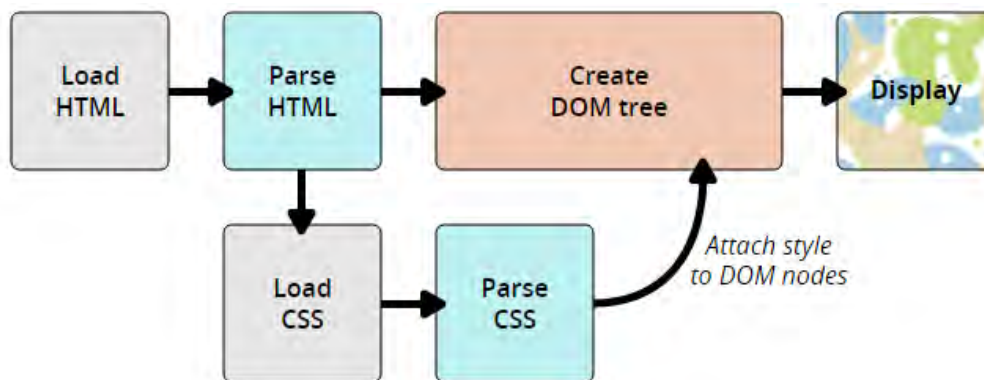 Load
HTML
Parse
HTML
Create
DOM tree
Display
Load
CSS
Parse
CSS
Attach style
to DOM nodes